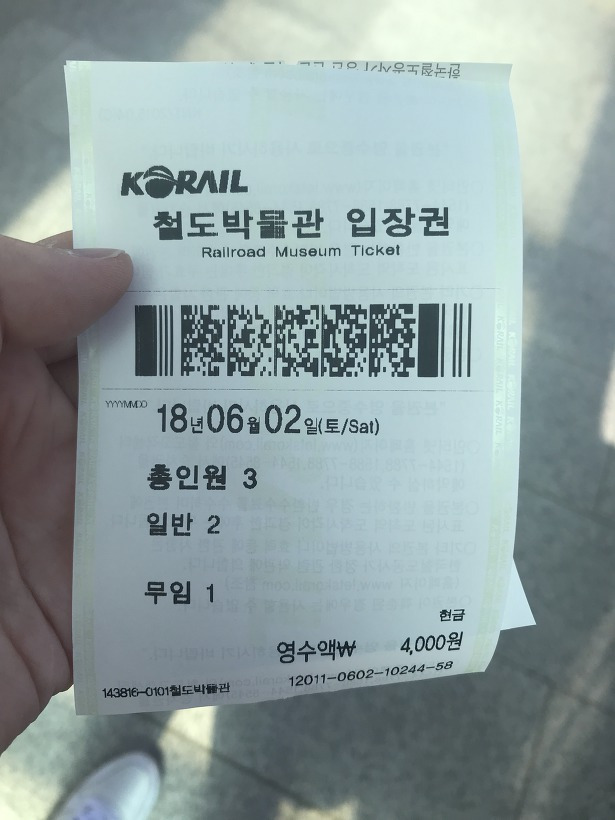 KORAIL
철도박물관 입장권
Railroad Museum Ticket
YYYYMMDD
18년06월02일(토/Sat)
총인원 3
일반 2
무임 1
현금
영수액₩ 4,000원
12011-0602-10244-58
143816-0101철도박물관